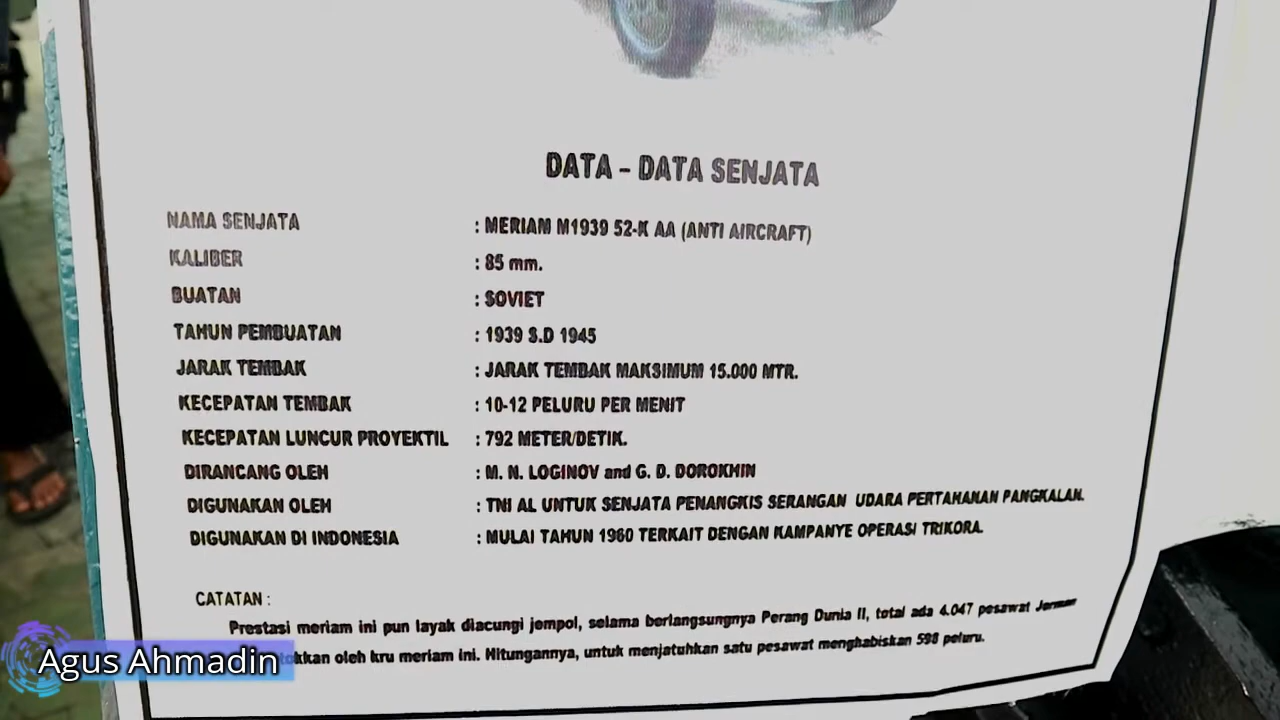 DATA - DATA SENJATA
NAMA SENJATA : MERIAM M1939 52-K AA (ANTI AIRCRAFT)
KALIBER : 85 mm.
BUATAN : SOVIET
TAHUN PEMBUATAN : 1939 S.D 1945
JARAK TEMBAK : JARAK TEMBAK MAKSIMUM 15.000 MTR.
KECEPATAN TEMBAK : 10-12 PELURU PER MENIT
KECEPATAN LUNCUR PROYEKTIL : 792 METER/DETIK.
DIRANCANG OLEH : M. N. LOGINOV and G. D. DOROKHIN
DIGUNAKAN OLEH : TNI AL UNTUK SENJATA PENANGKIS SERANGAN UDARA PERTAHANAN PANGKALAN.
DIGUNAKAN DI INDONESIA : MULAI TAHUN 1960 TERKAIT DENGAN KAMPANYE OPERASI TRIKORA.
CATATAN :
Prestasi meriam ini pun layak diacungi jempol, selama berlangsungnya Perang Dunia II, total ada 4.047 pesawat Jerman
oleh kru meriam ini. Hitungannya, untuk menjatuhkan satu pesawat menghabiskan 598 peluru.
Agus Ahmadin